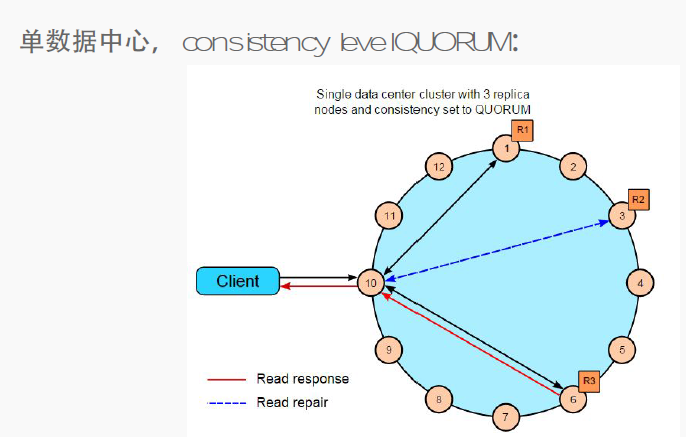 单数据中心， consistency level QUORUM:
Single data center cluster with 3 replica
nodes and consistency set to QUORUM
R1
1
12
2
11
3
R2
Client
10
4
9
5
R3
8
6
7
Read response
Read repair